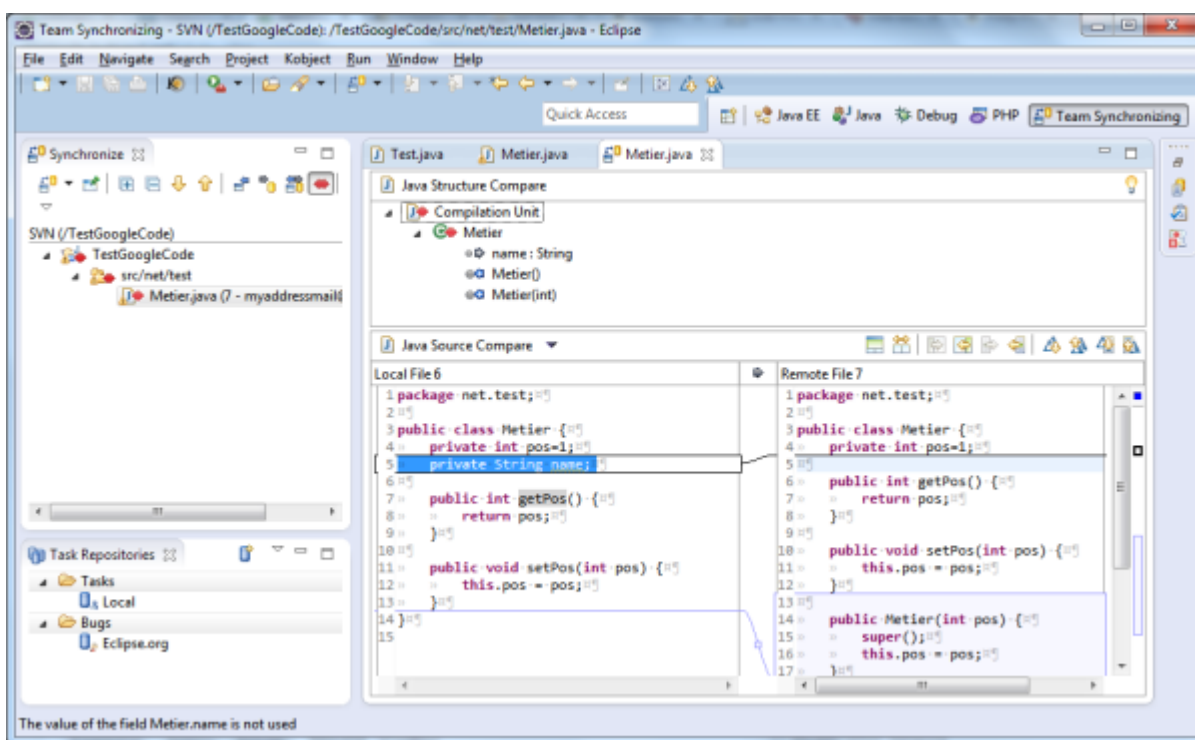 Team Synchronizing - SVN (/TestGoogleCode): /TestGoogleCode/src/net/test/Metier.java - Eclipse
File Edit Navigate Search Project Kobject Run Window Help
Quick Access
Java EE Java Debug PHP Team Synchronizing
Synchronize
SVN (/TestGoogleCode)
TestGoogleCode
src/net/test
Metier.java (7 - myaddressmail
Task Repositories
Tasks
Local
Bugs
Eclipse.org
Test.java Metier.java Metier.java
Java Structure Compare
Compilation Unit
Metier
name : String
Metier()
Metier(int)
Java Source Compare
Local File 6
1 package net.test;
2
3 public class Metier {
4 private int pos=1;
5 private String name;
6
7 public int getPos() {
8 return pos;
9 }
10
11 public void setPos(int pos) {
12 this.pos = pos;
13 }
14 }
15
Remote File 7
1 package net.test;
2
3 public class Metier {
4 private int pos=1;
5
6 public int getPos() {
7 return pos;
8 }
9
10 public void setPos(int pos) {
11 this.pos = pos;
12 }
13
14 public Metier(int pos) {
15 super();
16 this.pos = pos;
17 }
The value of the field Metier.name is not used